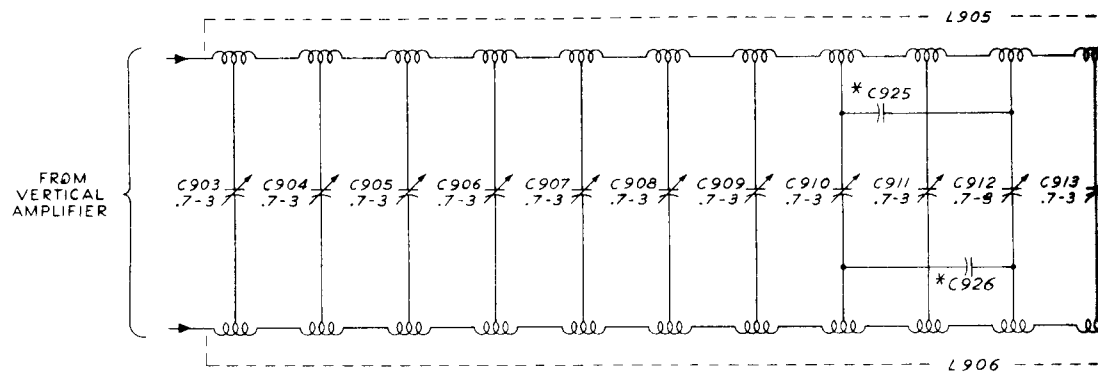 L905
*C925
FROM
VERTICAL
AMPLIFIER
C903
.7-3
C904
.7-3
C905
.7-3
C906
.7-3
C907
.7-3
C908
.7-3
C909
.7-3
C910
.7-3
C911
.7-3
C912
.7-3
C913
.7-3
*C926
L906